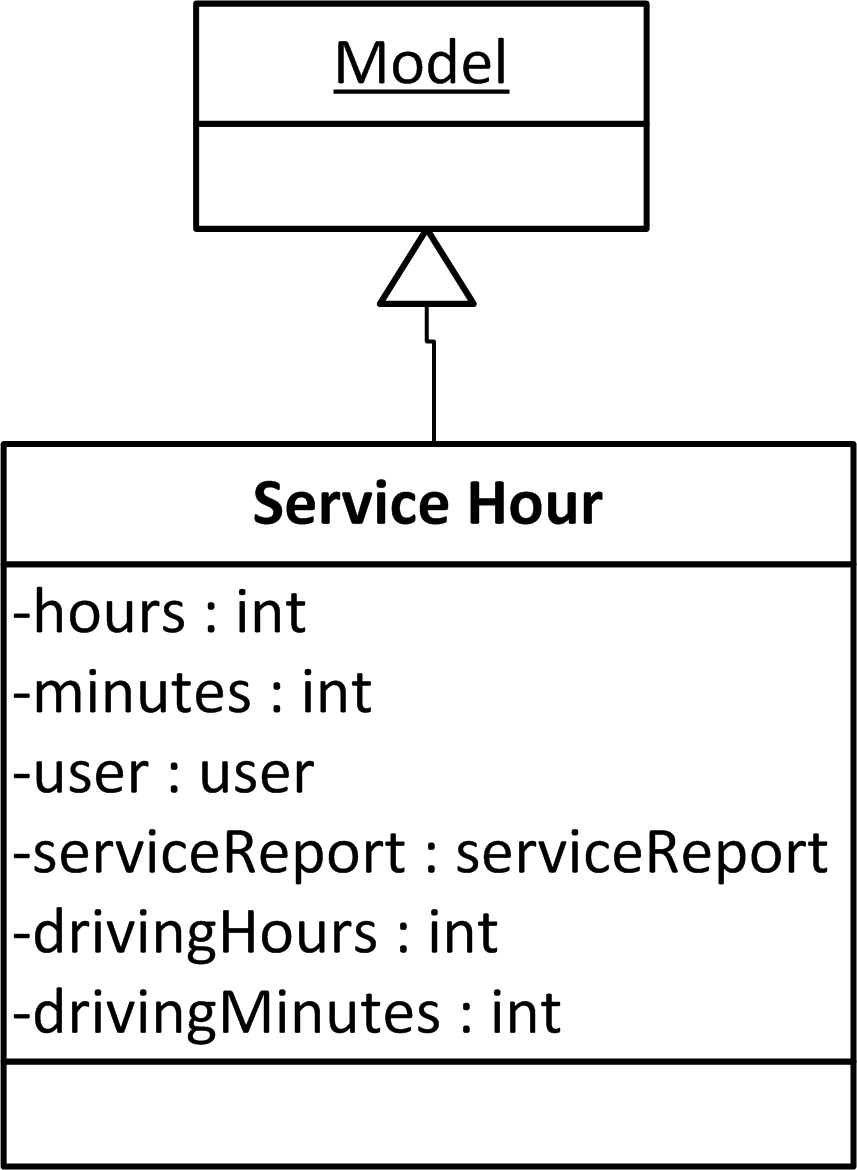 Model
Service Hour
-hours : int
-minutes : int
-user : user
-serviceReport : serviceReport
-drivingHours : int
-drivingMinutes : int